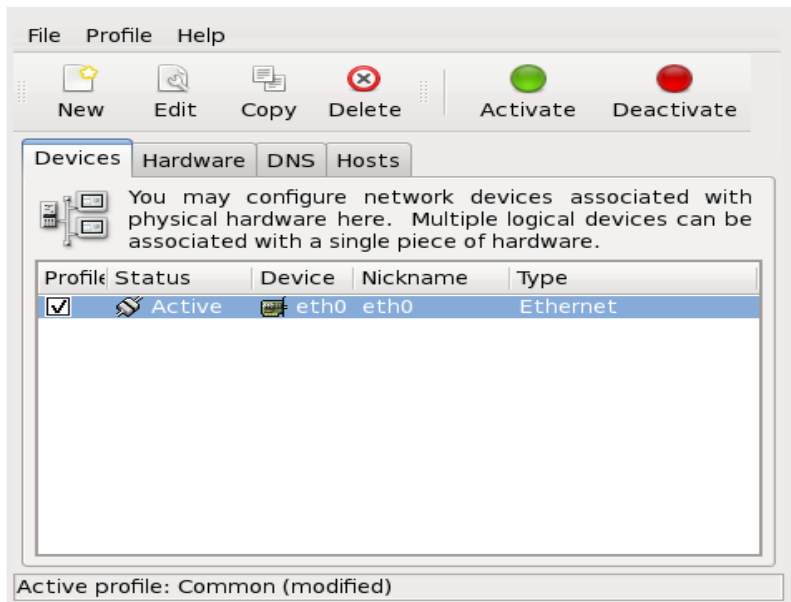 File Profile Help
New Edit Copy Delete Activate Deactivate
Devices Hardware DNS Hosts
You may configure network devices associated with
physical hardware here. Multiple logical devices can be
associated with a single piece of hardware.
Profile Status Device Nickname Type
Active eth0 eth0 Ethernet
Active profile: Common (modified)